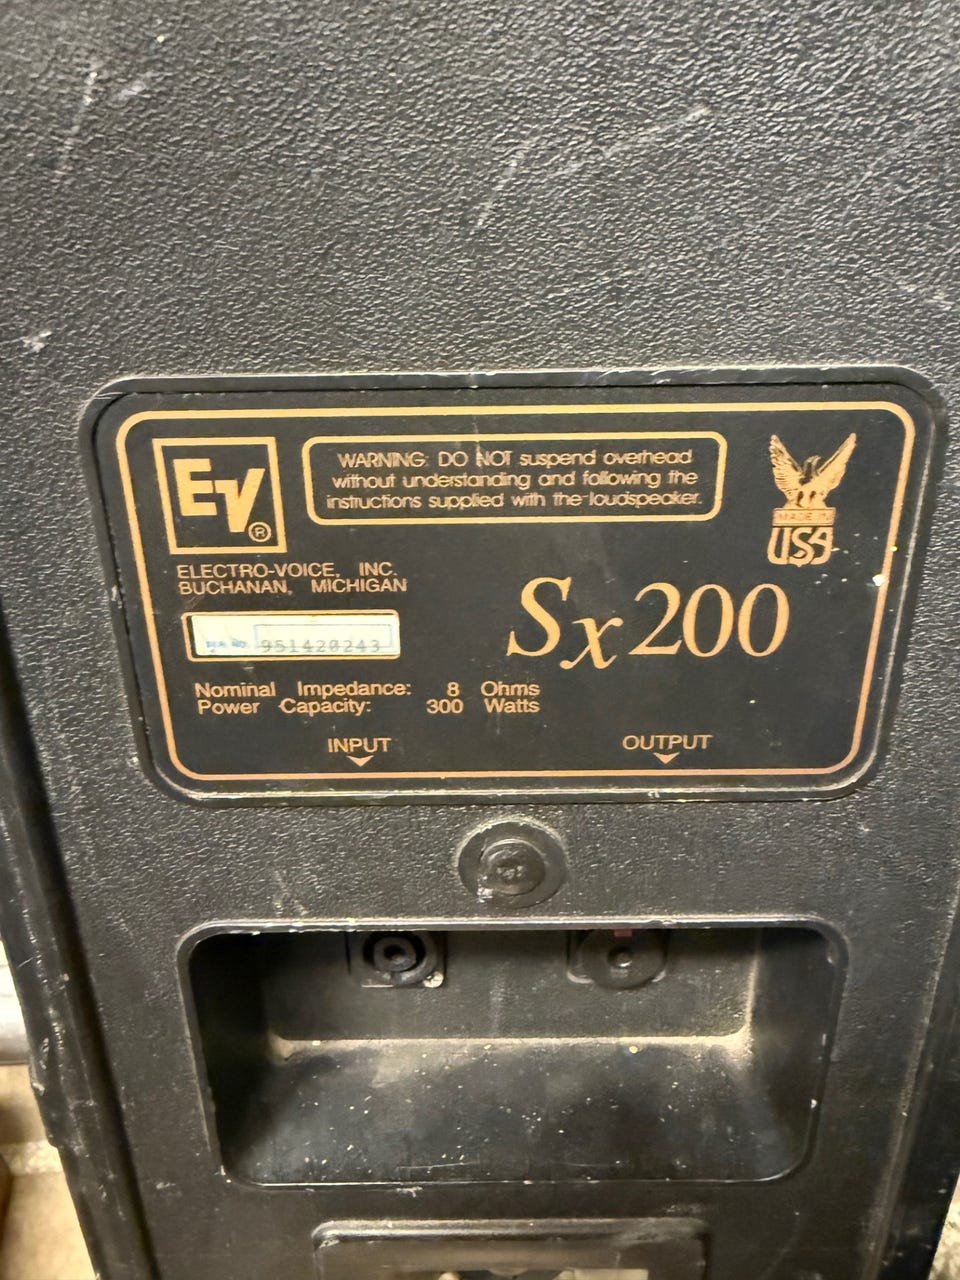 EV®
WARNING: DO NOT suspend overhead
without understanding and following the
instructions supplied with the loudspeaker.
MADE IN
USA
ELECTRO-VOICE, INC.
BUCHANAN, MICHIGAN
951420243
Sx200
Nominal Impedance: 8 Ohms
Power Capacity: 300 Watts
INPUT
OUTPUT